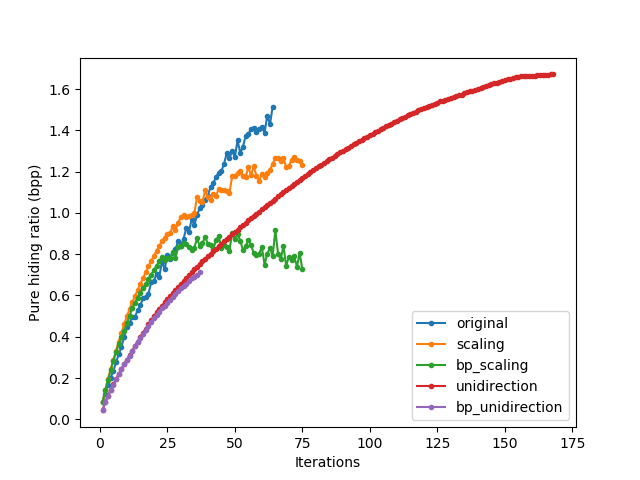 Pure hiding ratio (bpp)
1.6
1.4
1.2
1.0
0.8
0.6
0.4
0.2
0.0
original
scaling
bp_scaling
unidirection
bp_unidirection
0 25 50 75 100 125 150 175
Iterations